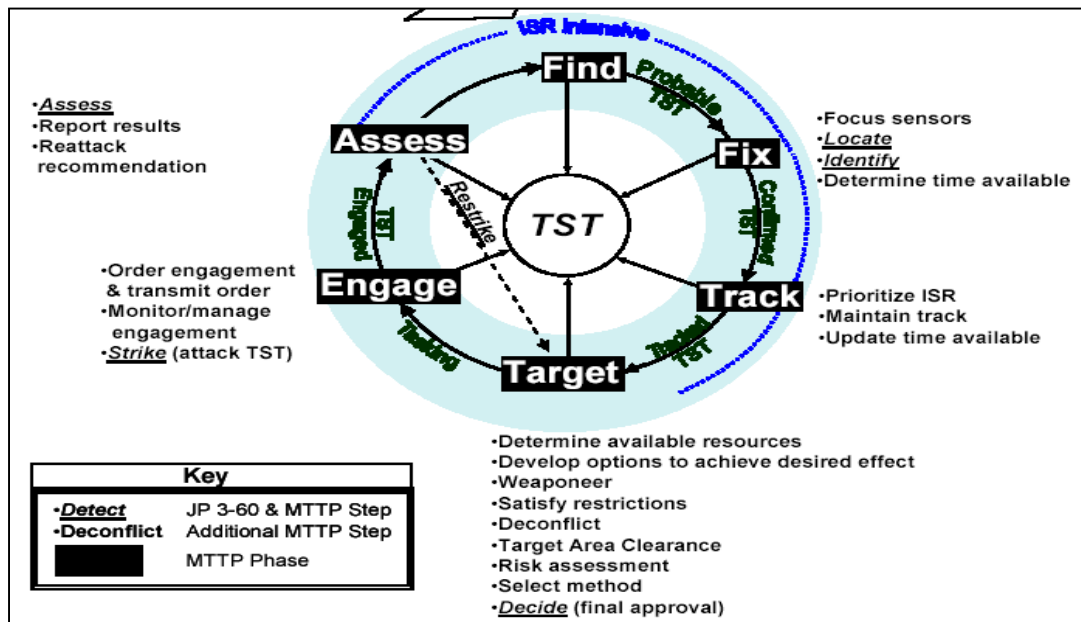 ISR Intensive
Find
Probable
TST
•Assess
•Report results
•Reattack
recommendation
Assess
Fix
•Focus sensors
•Locate
•Identify
•Determine time available
Restrike
TST
Confirmed
TST
TST
Engaged
•Order engagement
& transmit order
•Monitor/manage
engagement
•Strike (attack TST)
Engage
Track
•Prioritize ISR
•Maintain track
•Update time available
Tasking
Tracked
TST
Target
•Determine available resources
•Develop options to achieve desired effect
•Weaponeer
•Satisfy restrictions
•Deconflict
•Target Area Clearance
•Risk assessment
•Select method
•Decide (final approval)
Key
•Detect JP 3-60 & MTTP Step
•Deconflict Additional MTTP Step
MTTP Phase